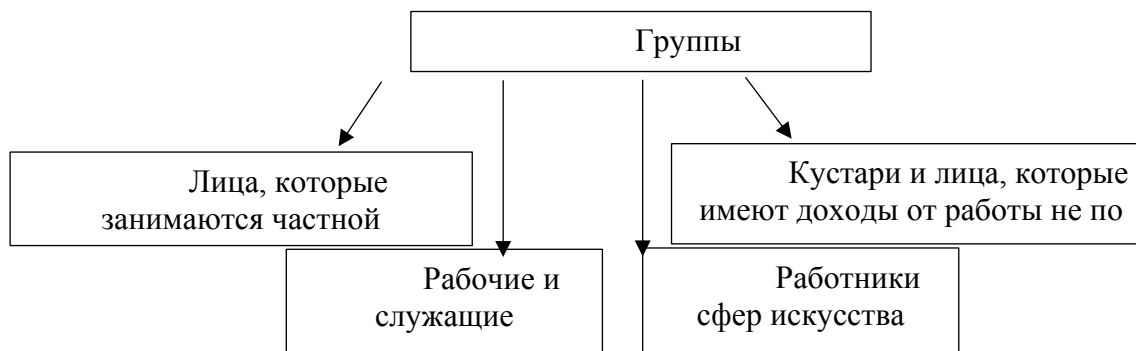 Группы
Лица, которые
занимаются частной
Кустари и лица, которые
имеют доходы от работы не по
Рабочие и
служащие
Работники
сфер искусства